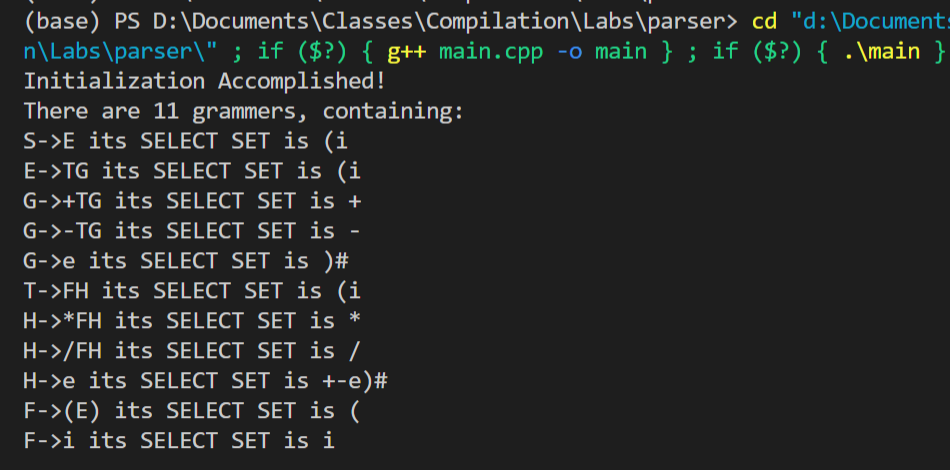 (base) PS D:\Documents\Classes\Compilation\Labs\parser> cd "d:\Documents
n\Labs\parser\" ; if ($?) { g++ main.cpp -o main } ; if ($?) { .\main }
Initialization Accomplished!
There are 11 grammers, containing:
S->E its SELECT SET is (i
E->TG its SELECT SET is (i
G->+TG its SELECT SET is +
G->-TG its SELECT SET is -
G->e its SELECT SET is )#
T->FH its SELECT SET is (i
H->*FH its SELECT SET is *
H->/FH its SELECT SET is /
H->e its SELECT SET is +-e)#
F->(E) its SELECT SET is (
F->i its SELECT SET is i